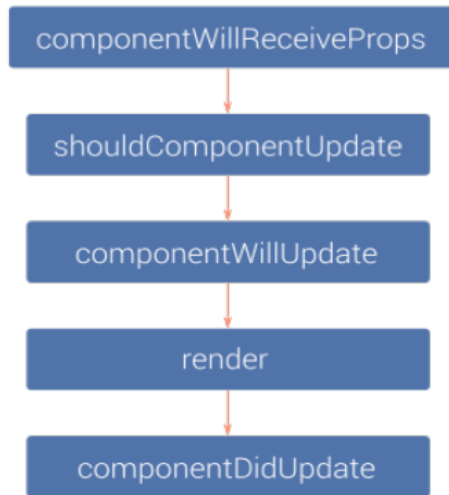 componentWillReceiveProps
shouldComponentUpdate
componentWillUpdate
render
componentDidUpdate